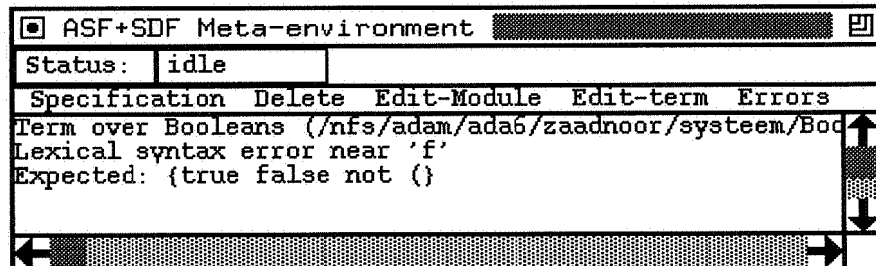 ASF+SDF Meta-environment
Status: idle
Specification Delete Edit-Module Edit-term Errors
Term over Booleans (/nfs/adam/ada6/zaadnoor/systeem/Boo
Lexical syntax error near 'f'
Expected: {true false not (}